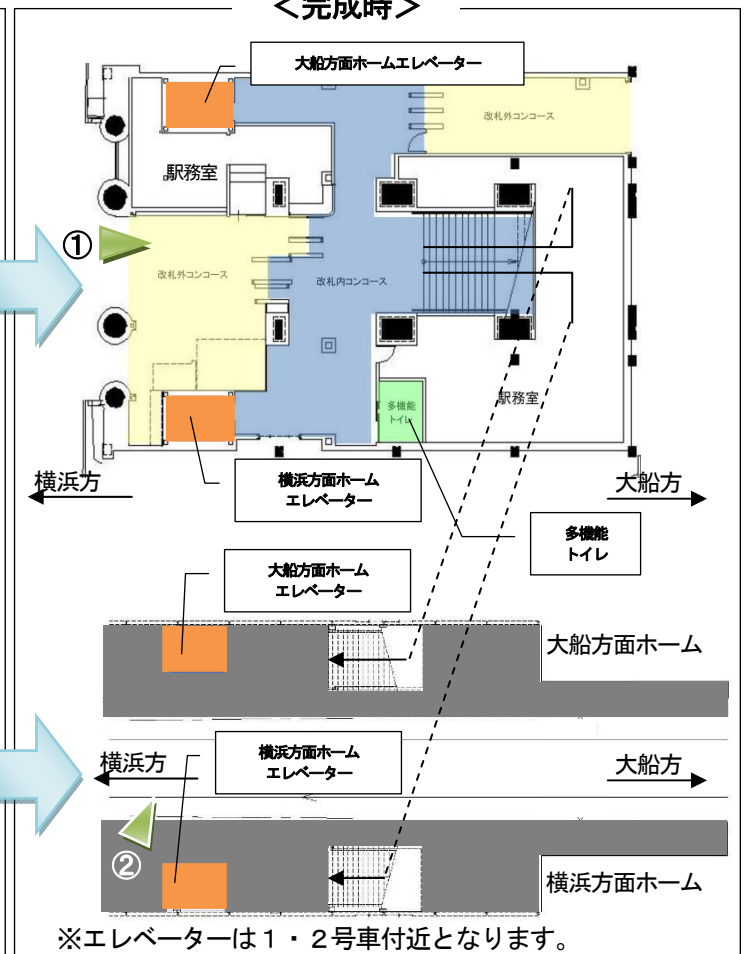 ＜完成時＞
大船方面ホームエレベーター
改札外コンコース
駅務室
①
改札外コンコース
改札内コンコース
多機能
トイレ
駅務室
横浜方
横浜方面ホーム
エレベーター
大船方
多機能
トイレ
大船方面ホーム
エレベーター
大船方面ホーム
横浜方
横浜方面ホーム
エレベーター
大船方
②
横浜方面ホーム
※エレベーターは１・２号車付近となります。